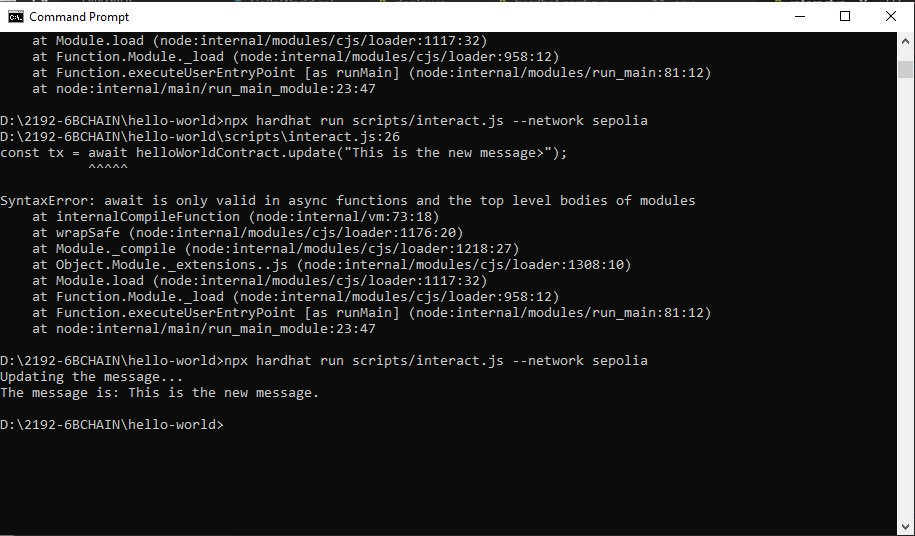 Command Prompt
at Module.load (node:internal/modules/cjs/loader:1117:32)
at Function.Module._load (node:internal/modules/cjs/loader:958:12)
at Function.executeUserEntryPoint [as runMain] (node:internal/modules/run_main:81:12)
at node:internal/main/run_main_module:23:47
D:\2192-6BCHAIN\hello-world>npx hardhat run scripts/interact.js --network sepolia
D:\2192-6BCHAIN\hello-world\scripts\interact.js:26
const tx = await helloWorldContract.update("This is the new message>");
^^^^^
SyntaxError: await is only valid in async functions and the top level bodies of modules
at internalCompileFunction (node:internal/vm:73:18)
at wrapSafe (node:internal/modules/cjs/loader:1176:20)
at Module._compile (node:internal/modules/cjs/loader:1218:27)
at Object.Module._extensions..js (node:internal/modules/cjs/loader:1308:10)
at Module.load (node:internal/modules/cjs/loader:1117:32)
at Function.Module._load (node:internal/modules/cjs/loader:958:12)
at Function.executeUserEntryPoint [as runMain] (node:internal/modules/run_main:81:12)
at node:internal/main/run_main_module:23:47
D:\2192-6BCHAIN\hello-world>npx hardhat run scripts/interact.js --network sepolia
Updating the message...
The message is: This is the new message.
D:\2192-6BCHAIN\hello-world>